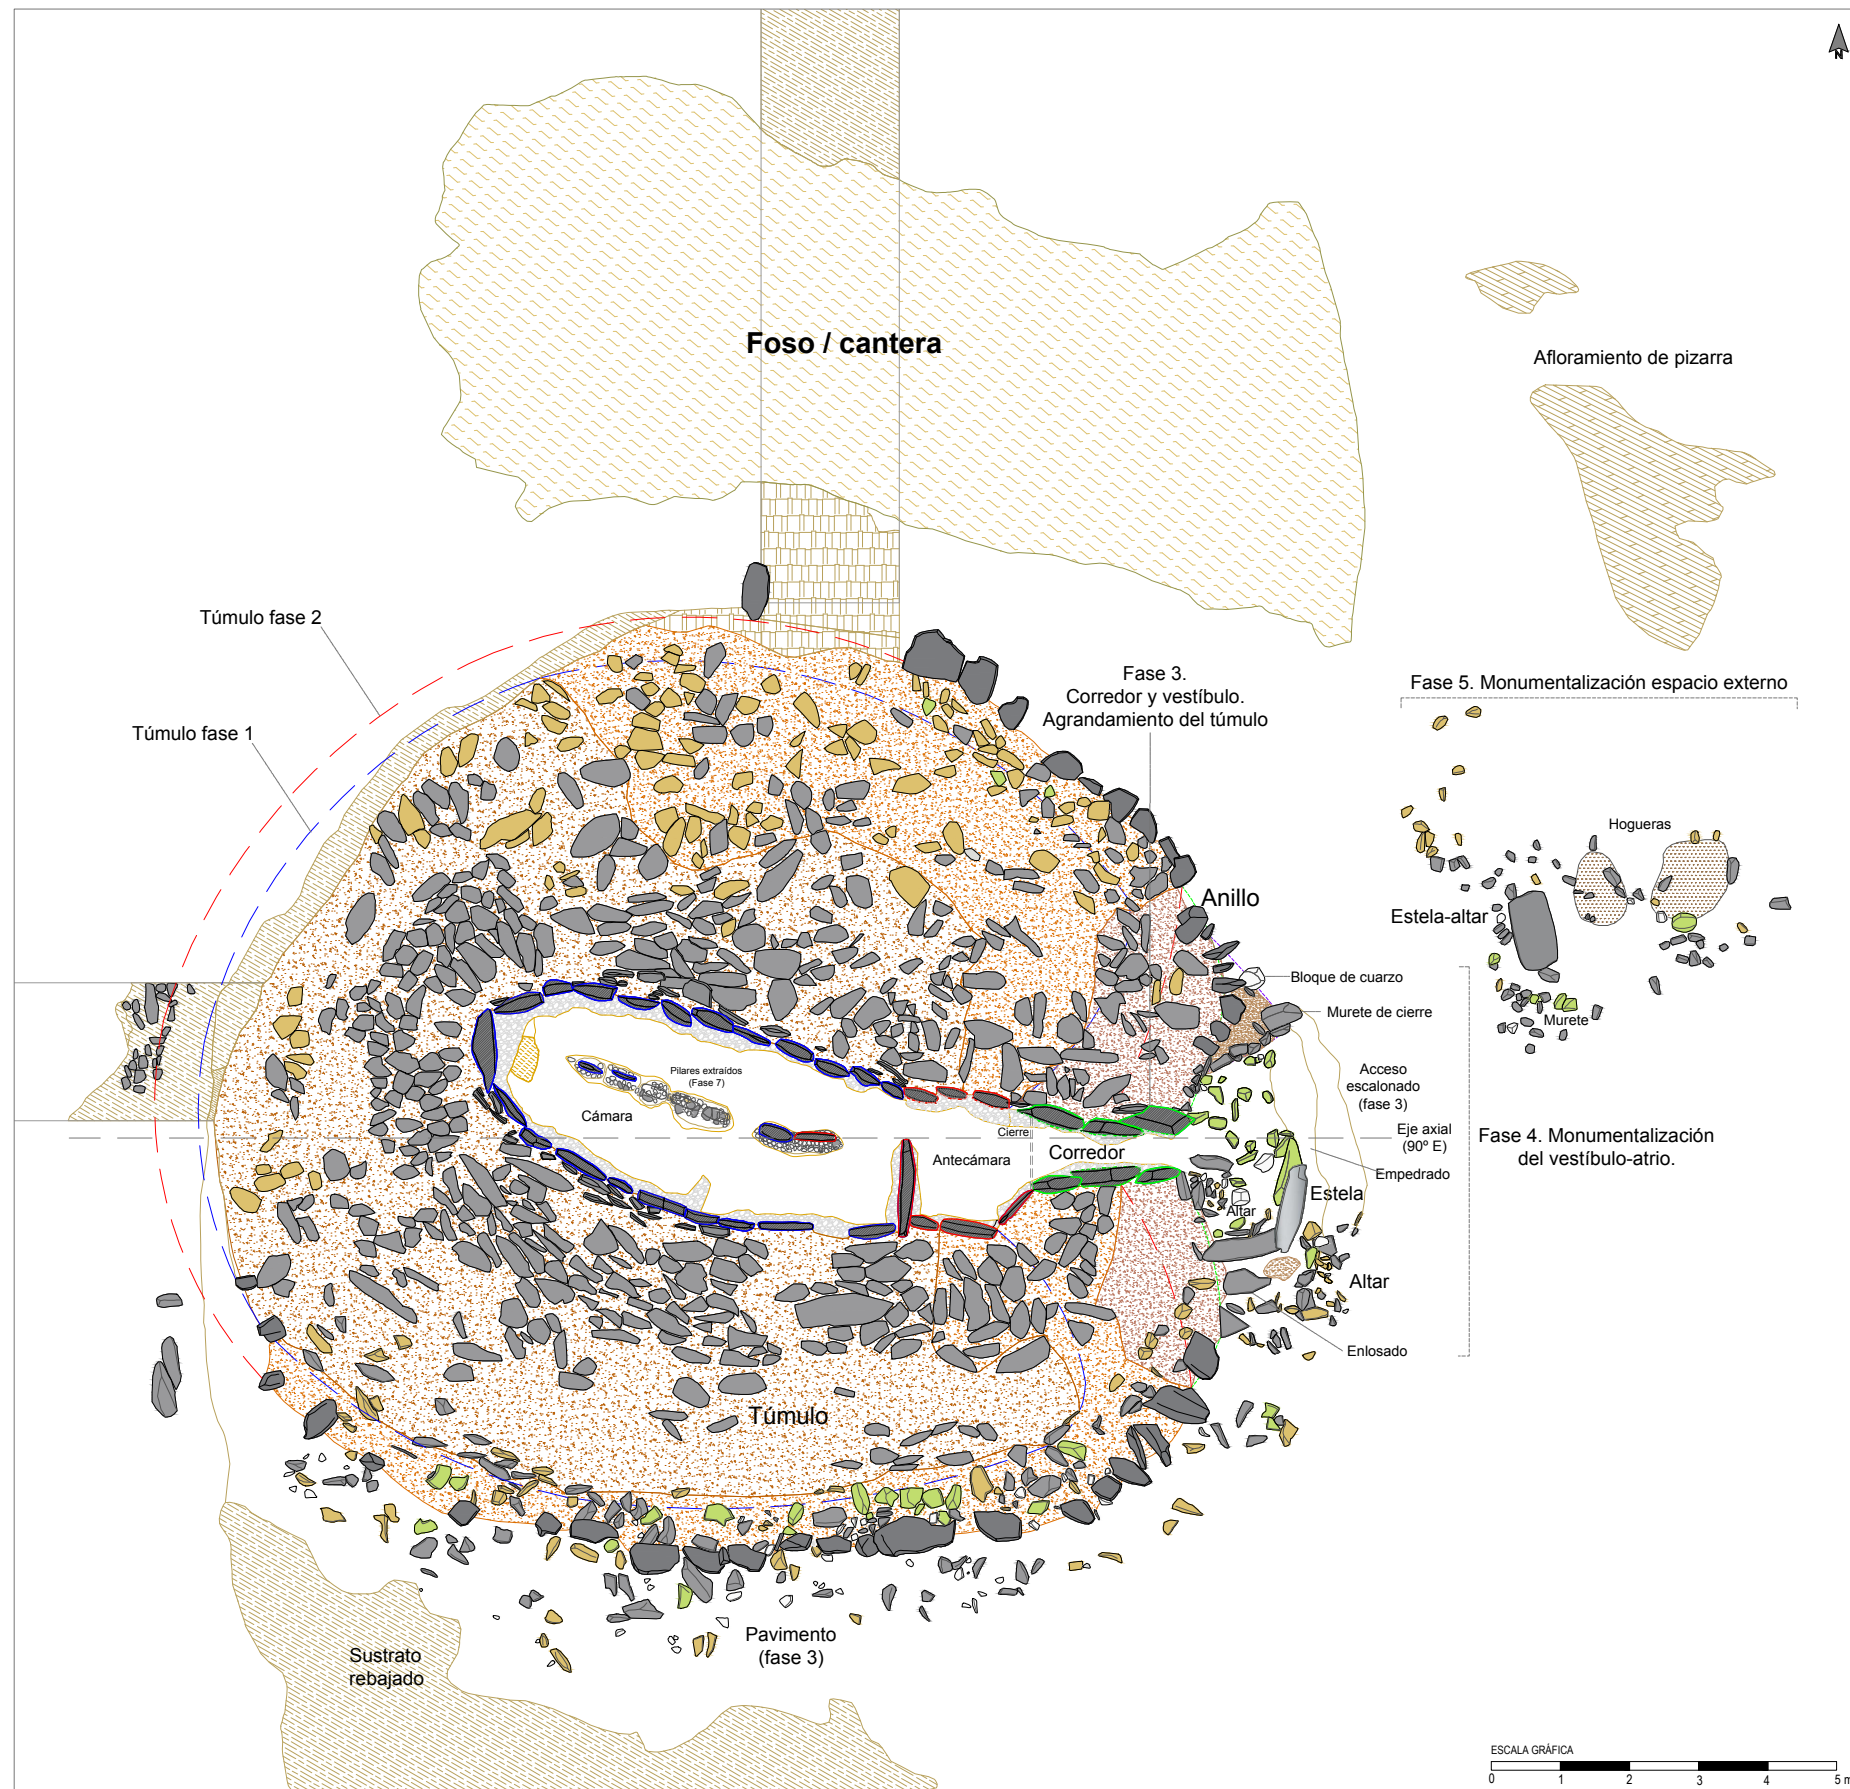 N
Foso / cantera
Afloramiento de pizarra
Túmulo fase 2
Túmulo fase 1
Fase 3.
Corredor y vestíbulo.
Agrandamiento del túmulo
Fase 5. Monumentalización espacio externo
Hogueras
Estela-altar
Murete
Anillo
Bloque de cuarzo
Murete de cierre
Acceso
escalonado
(fase 3)
Eje axial
(90º E)
Empedrado
Fase 4. Monumentalización
del vestíbulo-atrio.
Pilares extraídos
(Fase 7)
Cámara
Cierre
Antecámara
Corredor
Estela
Altar
Altar
Enlosado
Túmulo
Pavimento
(fase 3)
Sustrato
rebajado
ESCALA GRÁFICA
0 1 2 3 4 5 m